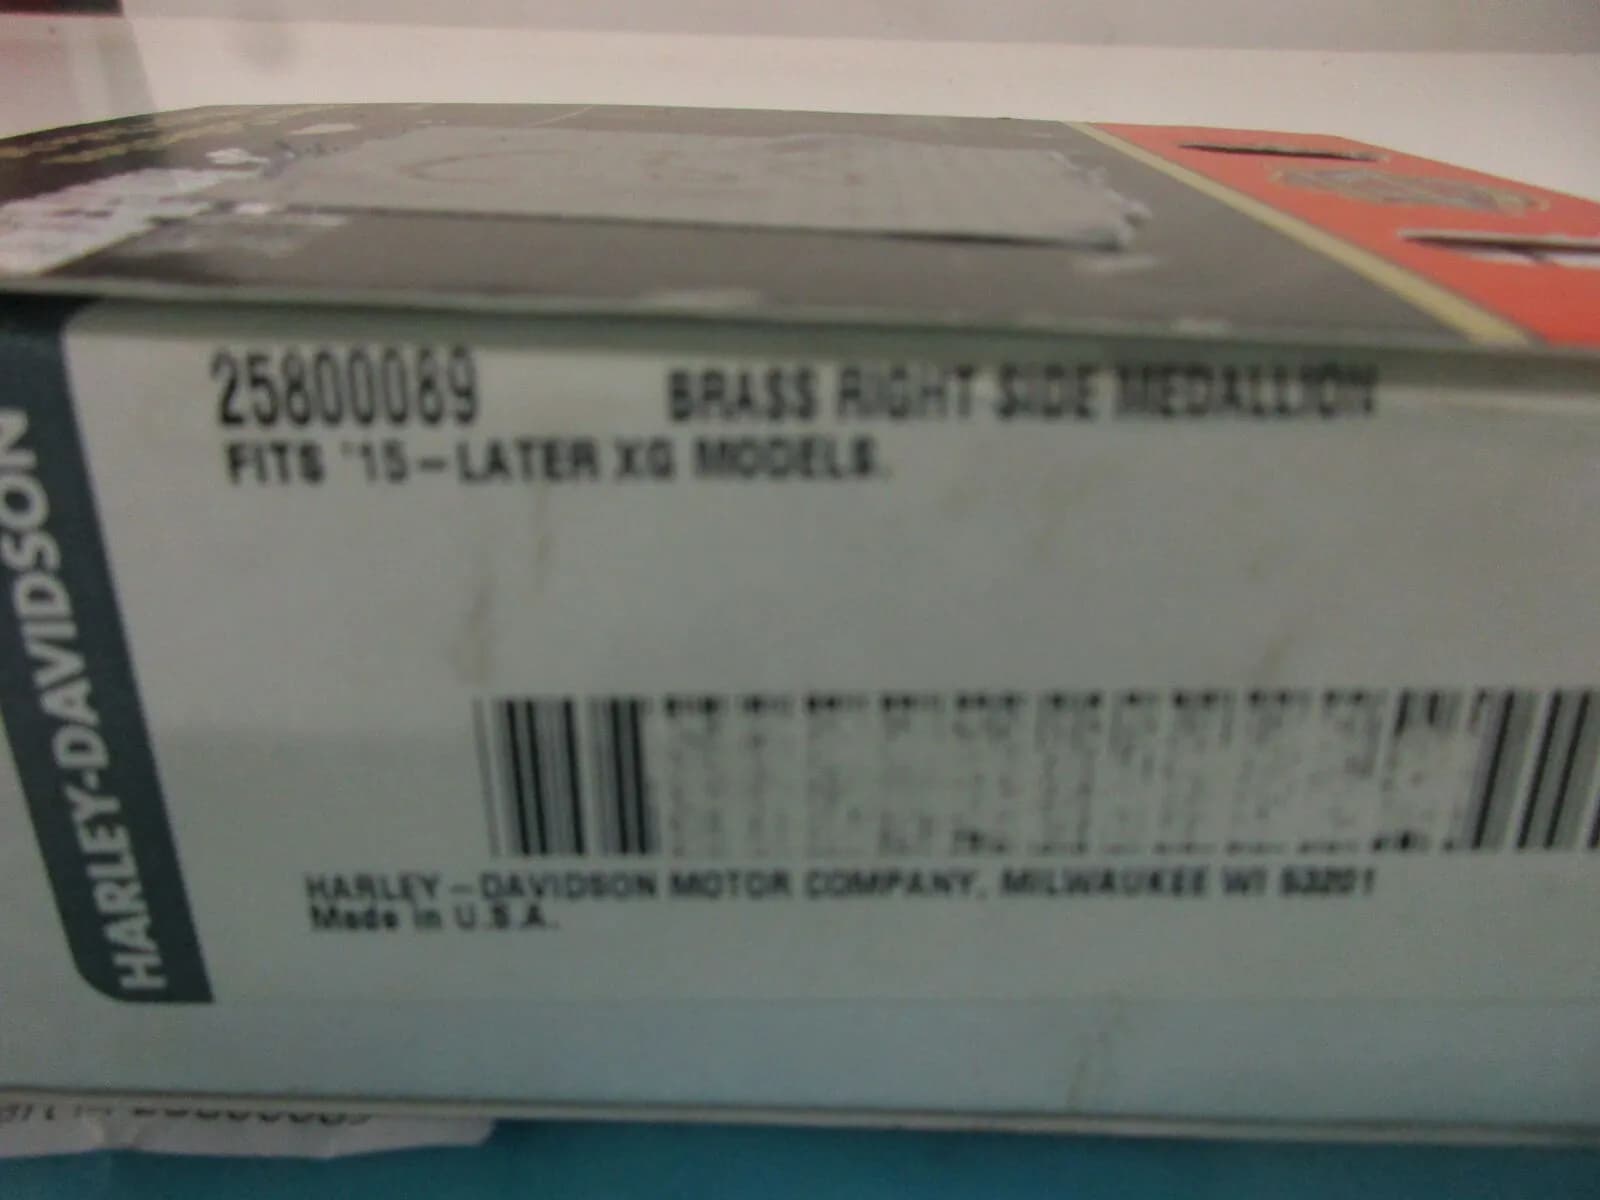 25800089 BRASS RIGHT SIDE MEDALLION
FITS '15-LATER XG MODELS.
HARLEY-DAVIDSON
HARLEY-DAVIDSON MOTOR COMPANY, MILWAUKEE WI 53201
Made in U.S.A.